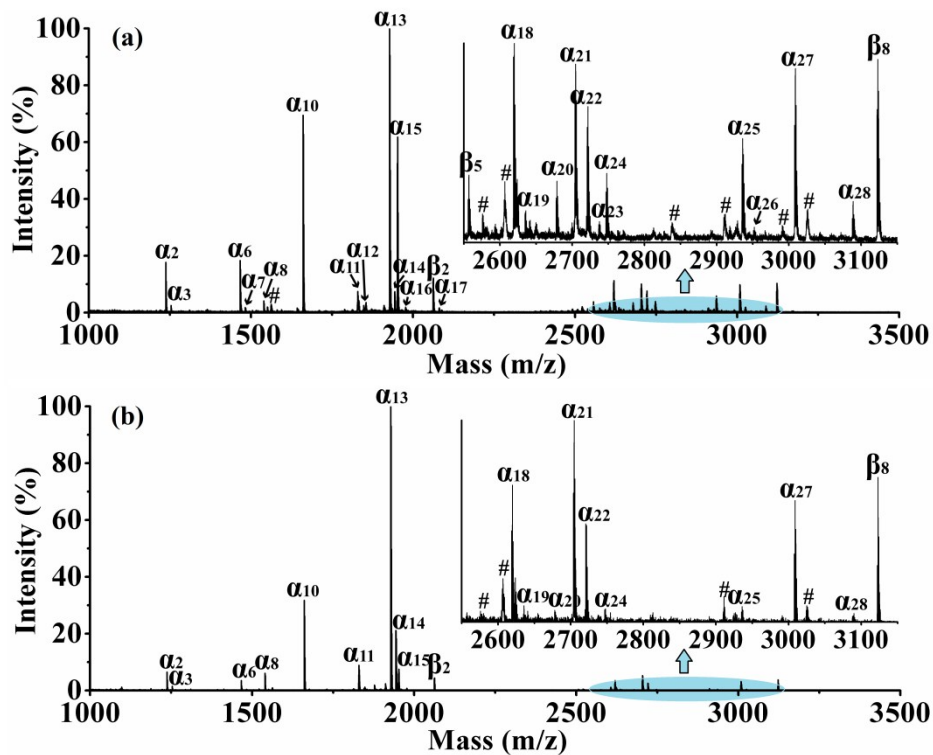 (a)
Intensity (%)
100
80
60
40
20
0
α2
α3
α6
α7
α8
#
α10
α11
α12
α13
α15
α14
α16
β2
α17
β5
#
#
α18
α19
α20
α21
α22
α23
α24
#
#
α25
α26
#
#
α27
α28
β8
2600 2700 2800 2900 3000 3100
1000 1500 2000 2500 3000 3500
Mass (m/z)
(b)
Intensity (%)
100
80
60
40
20
0
α2
α3
α6
α8
α10
α11
α13
α14
α15
β2
#
#
α18
α19
α20
α21
α22
α24
#
α25
α27
#
α28
β8
2600 2700 2800 2900 3000 3100
1000 1500 2000 2500 3000 3500
Mass (m/z)